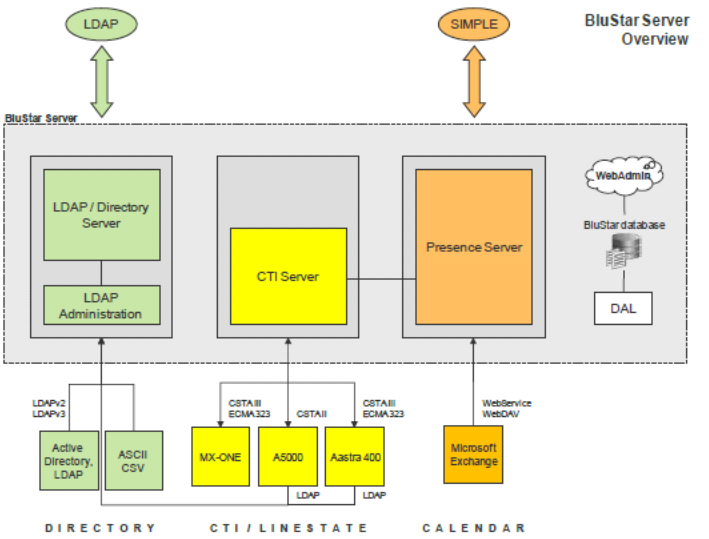 LDAP
SIMPLE
BluStar Server
Overview
BluStar Server
LDAP / Directory
Server
LDAP
Administration
CTI Server
Presence Server
WebAdmin
BluStar database
DAL
LDAPv2
LDAPv3
CSTA III
ECMA323
CSTA II
CSTA III
ECMA323
WebService
WebDAV
Active
Directory,
LDAP
ASCII
CSV
MX-ONE
A5000
Aastra 400
Microsoft
Exchange
LDAP
LDAP
DIRECTORY
CTI / LINESTATE
CALENDAR